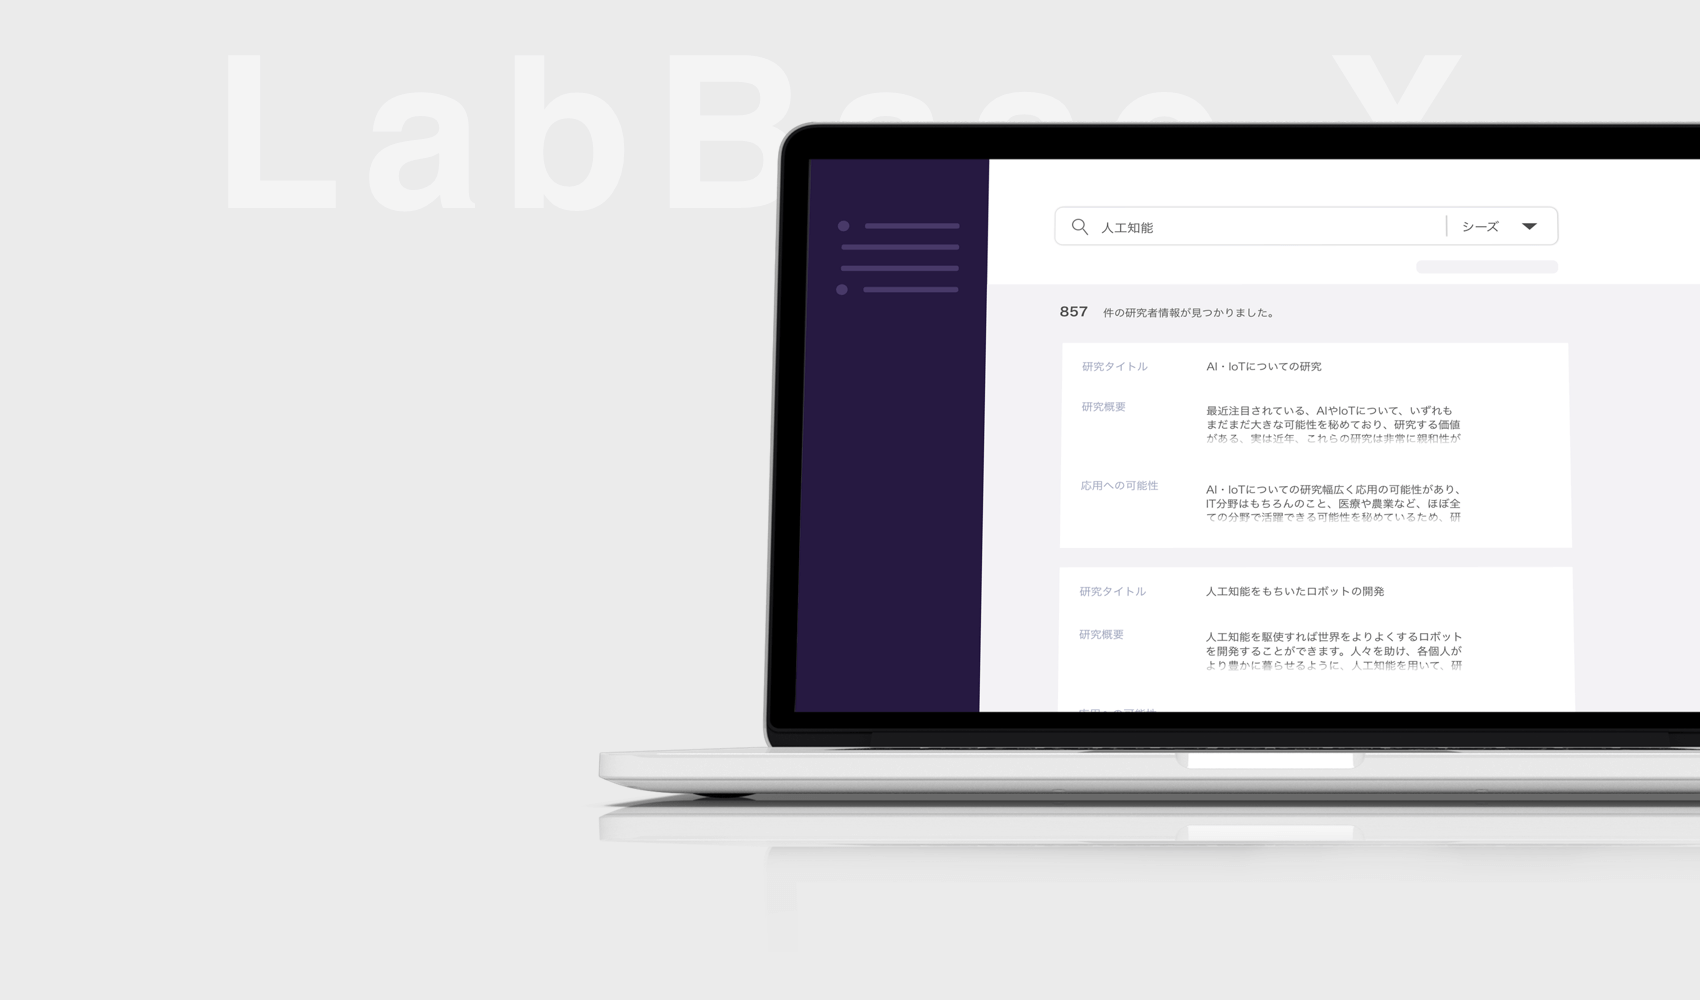 LabBase X
人工知能
シーズ
857 件の研究者情報が見つかりました。
研究タイトル
AI・IoTについての研究
研究概要
最近注目されている、AIやIoTについて、いずれも
まだまだ大きな可能性を秘めており、研究する価値
がある。実は近年、これらの研究は非常に親和性が
応用への可能性
AI・IoTについての研究幅広く応用の可能性があり、
IT分野はもちろんのこと、医療や農業など、ほぼ全
ての分野で活躍できる可能性を秘めているため、研
研究タイトル
人工知能をもちいたロボットの開発
研究概要
人工知能を駆使すれば世界をよりよくするロボット
を開発することができます。人々を助け、各個人が
より豊かに暮らせるように、人工知能を用いて、研
応用への可能性